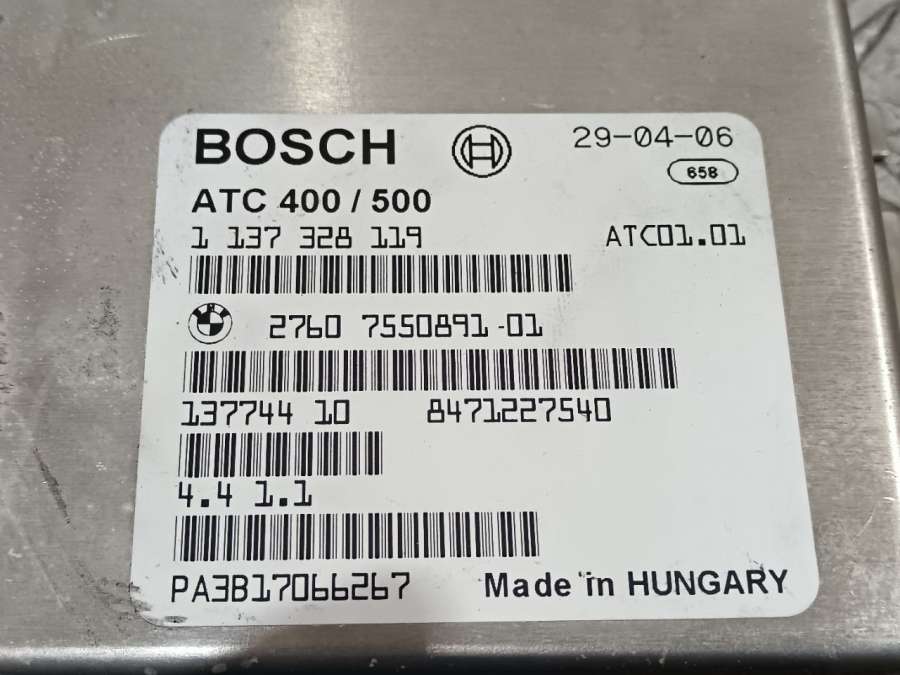 BOSCH 29-04-06
658
ATC 400 / 500
1 137 328 119 ATC01.01
BMW 2760 7550891-01
137744 10 8471227540
4.4 1.1
PA3B17066267 Made in HUNGARY